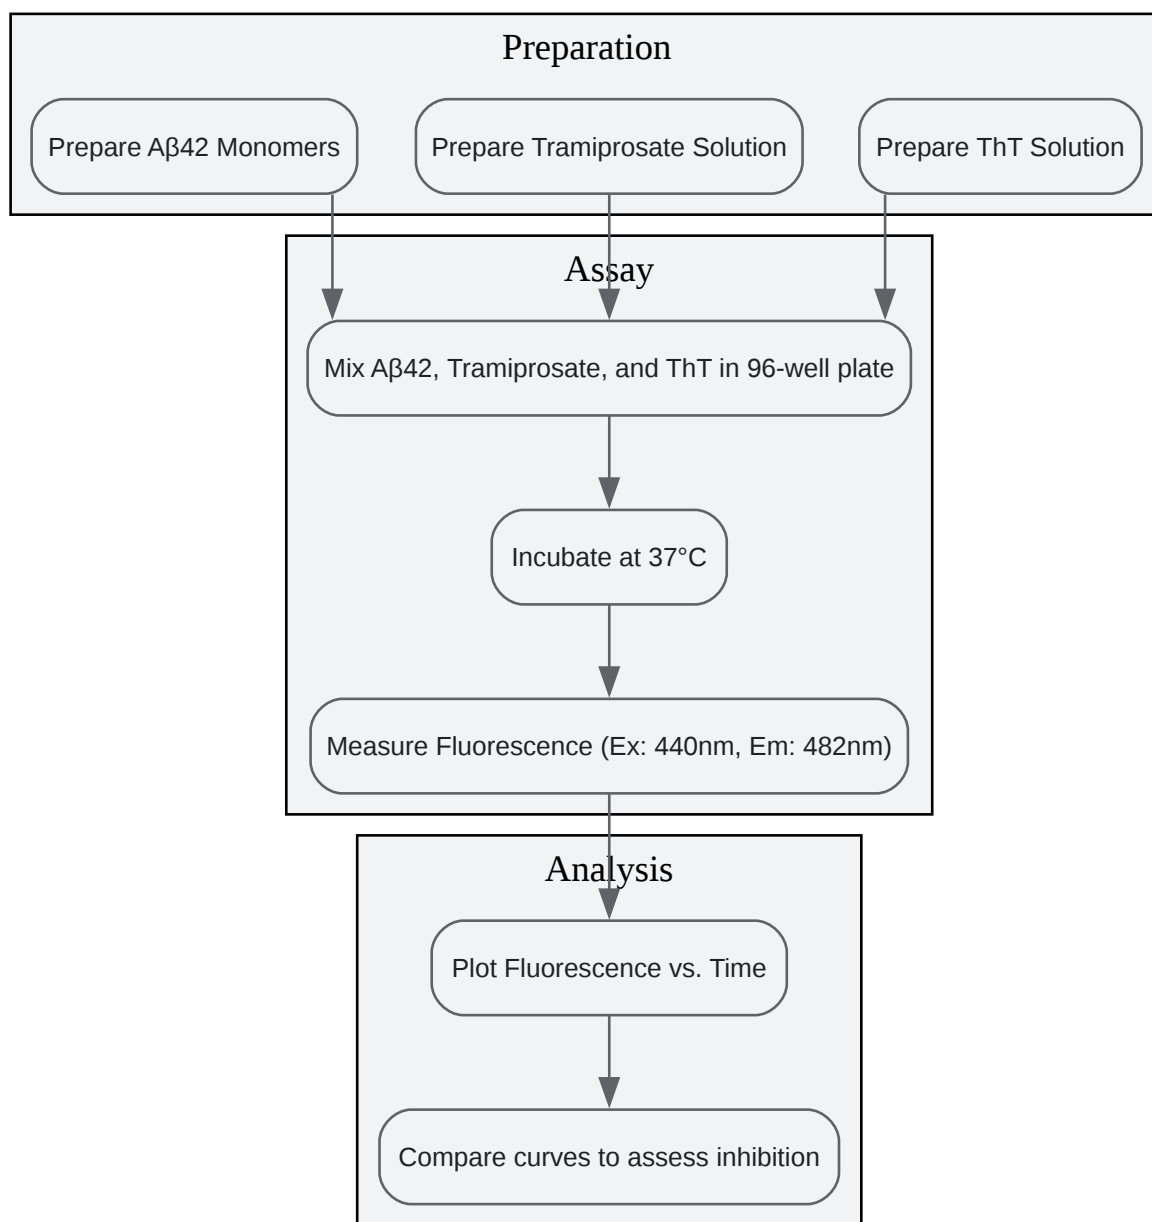 Preparation
Prepare Aβ42 Monomers
Prepare Tramiprosate Solution
Prepare ThT Solution
Assay
Mix Aβ42, Tramiprosate, and ThT in 96-well plate
Incubate at 37°C
Measure Fluorescence (Ex: 440nm, Em: 482nm)
Analysis
Plot Fluorescence vs. Time
Compare curves to assess inhibition